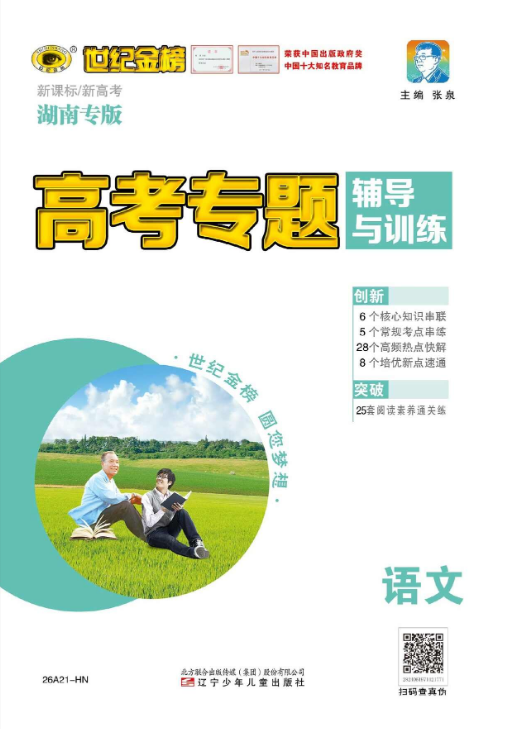 世纪金榜®
荣获中国出版政府奖
中国十大知名教育品牌
主编 张泉
新课标/新高考
湖南专版
高考专题
辅导
与训练
创新
6个核心知识串联
5个常规考点串练
28个高频热点快解
8个培优新点速通
突破
25套阅读素养通关练
·世纪金榜 圆您梦想·
语文
26A21-HN
北方联合出版传媒(集团)股份有限公司
辽宁少年儿童出版社
扫码查真伪